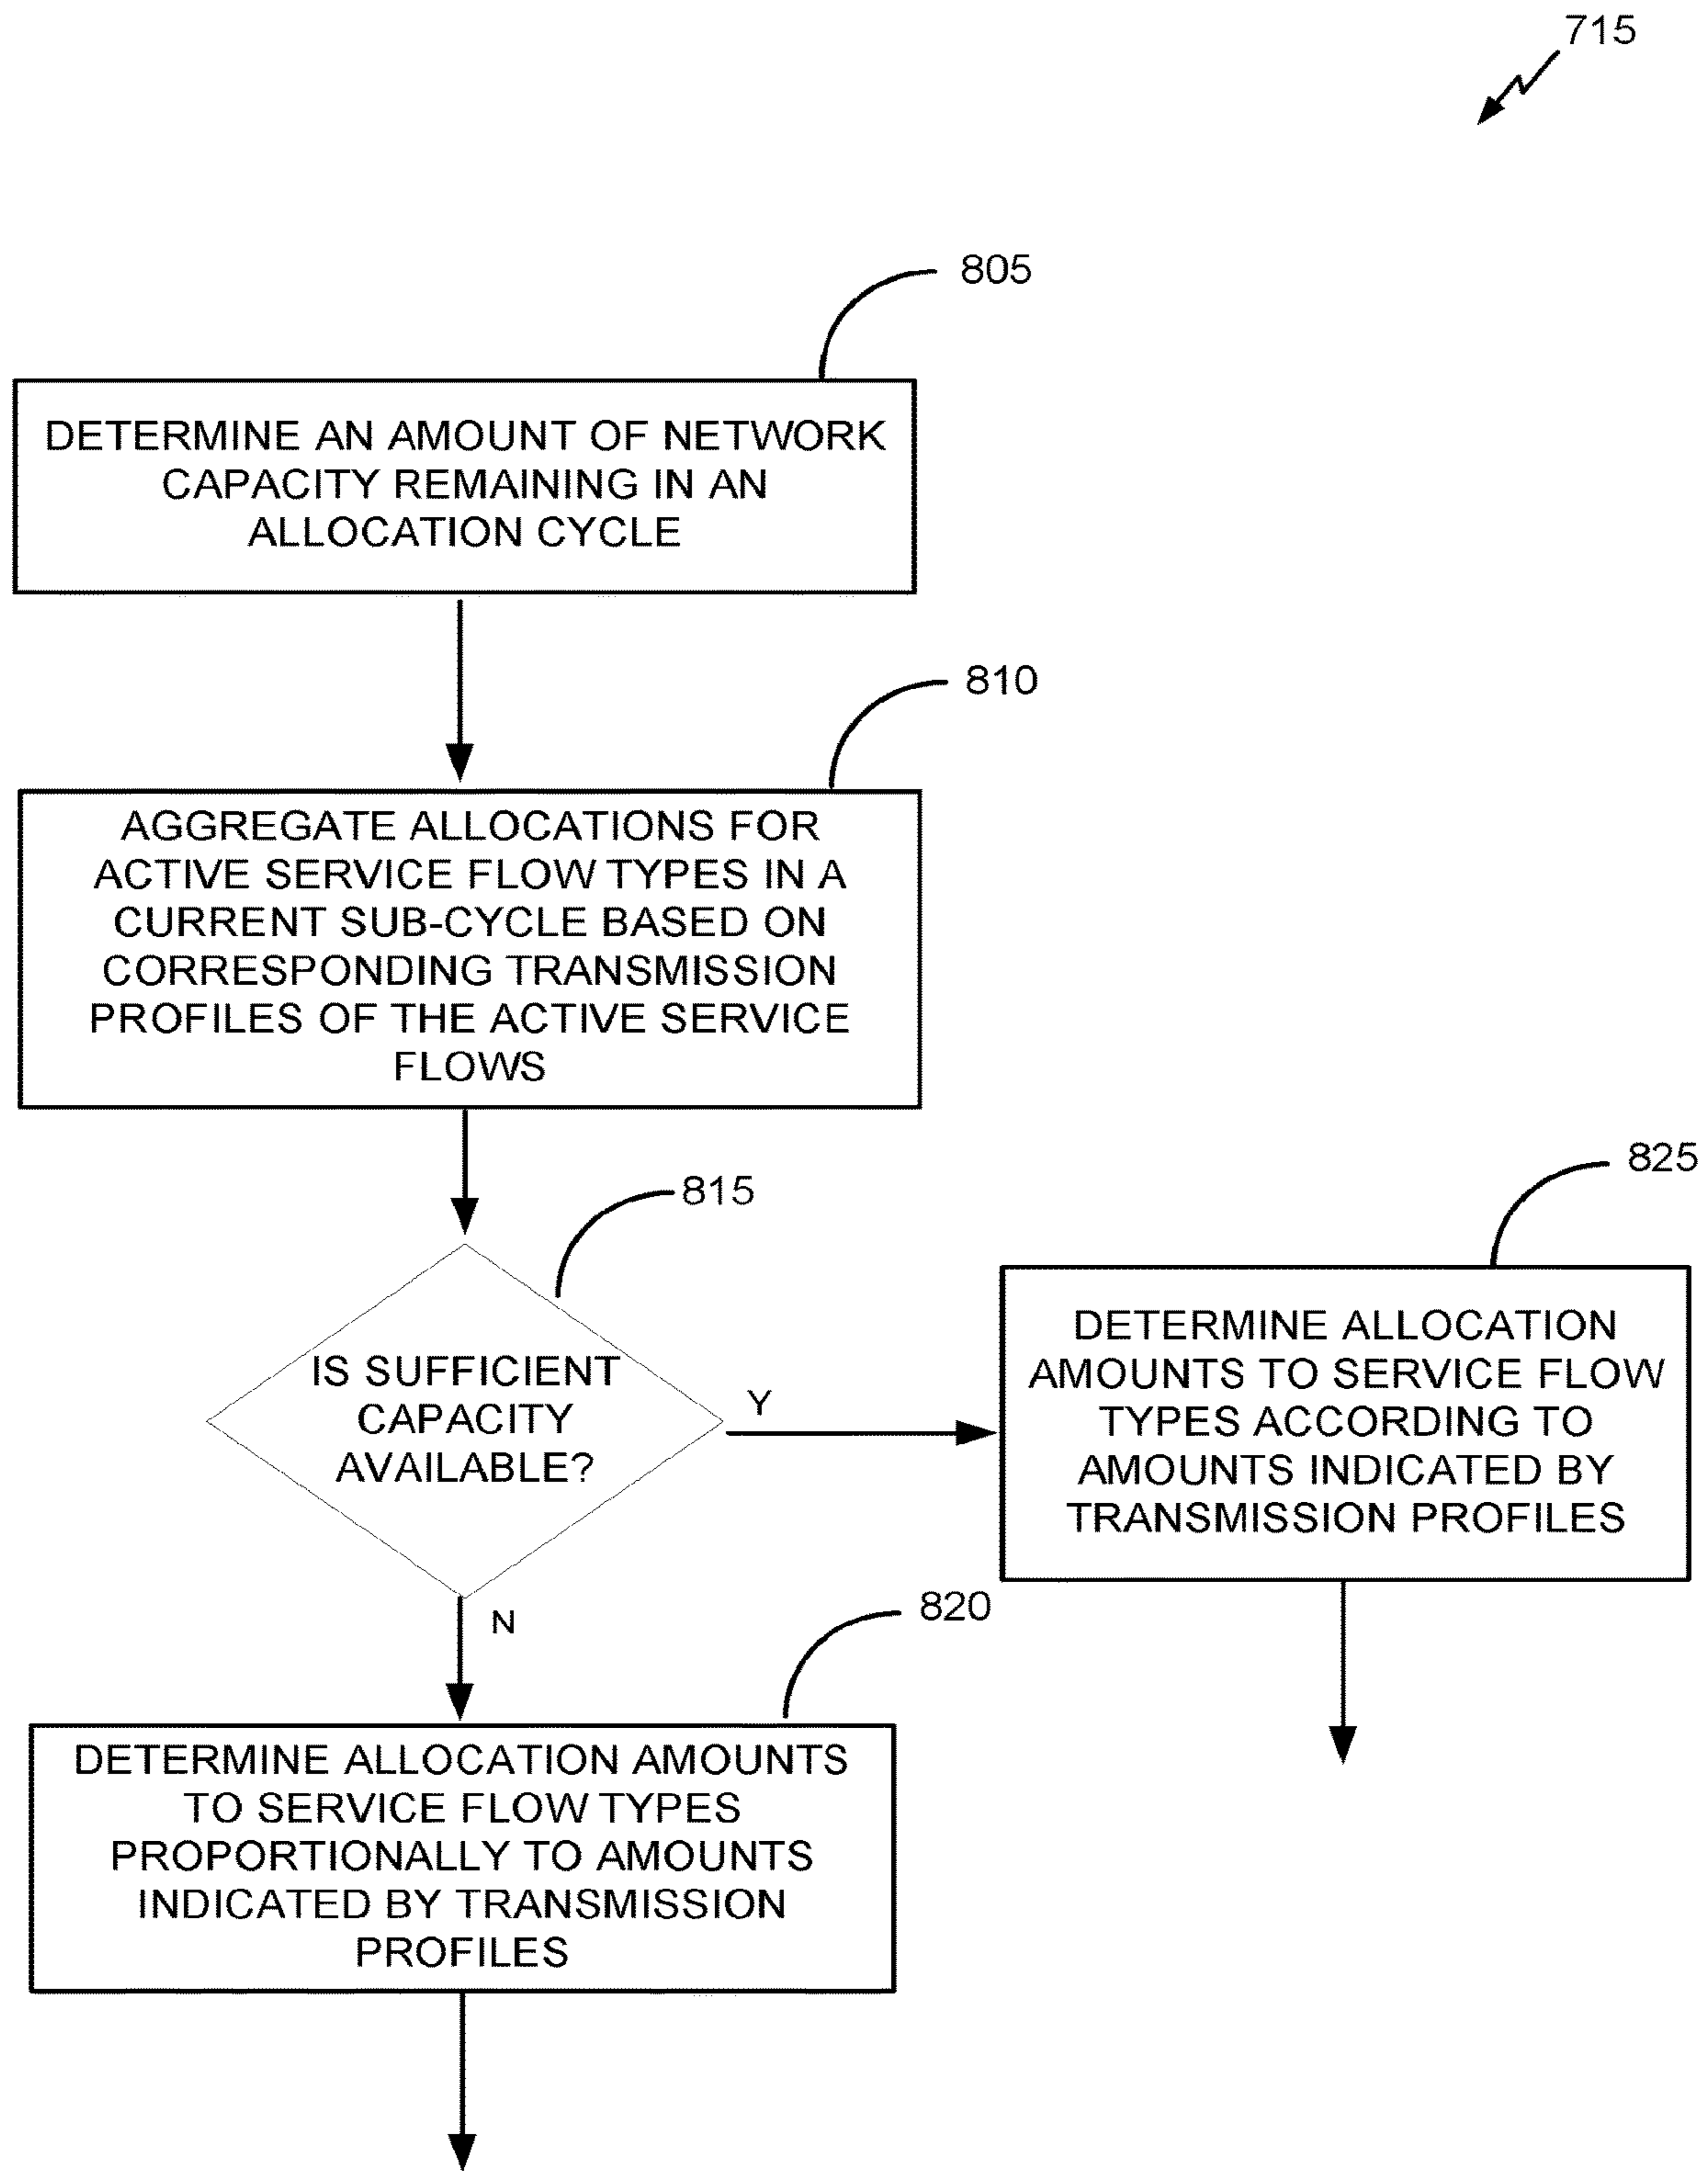 715
805
DETERMINE AN AMOUNT OF NETWORK
CAPACITY REMAINING IN AN
ALLOCATION CYCLE
810
AGGREGATE ALLOCATIONS FOR
ACTIVE SERVICE FLOW TYPES IN A
CURRENT SUB-CYCLE BASED ON
CORRESPONDING TRANSMISSION
PROFILES OF THE ACTIVE SERVICE
FLOWS
815
IS SUFFICIENT
CAPACITY
AVAILABLE?
Y
N
825
DETERMINE ALLOCATION
AMOUNTS TO SERVICE FLOW
TYPES ACCORDING TO
AMOUNTS INDICATED BY
TRANSMISSION PROFILES
820
DETERMINE ALLOCATION AMOUNTS
TO SERVICE FLOW TYPES
PROPORTIONALLY TO AMOUNTS
INDICATED BY TRANSMISSION
PROFILES